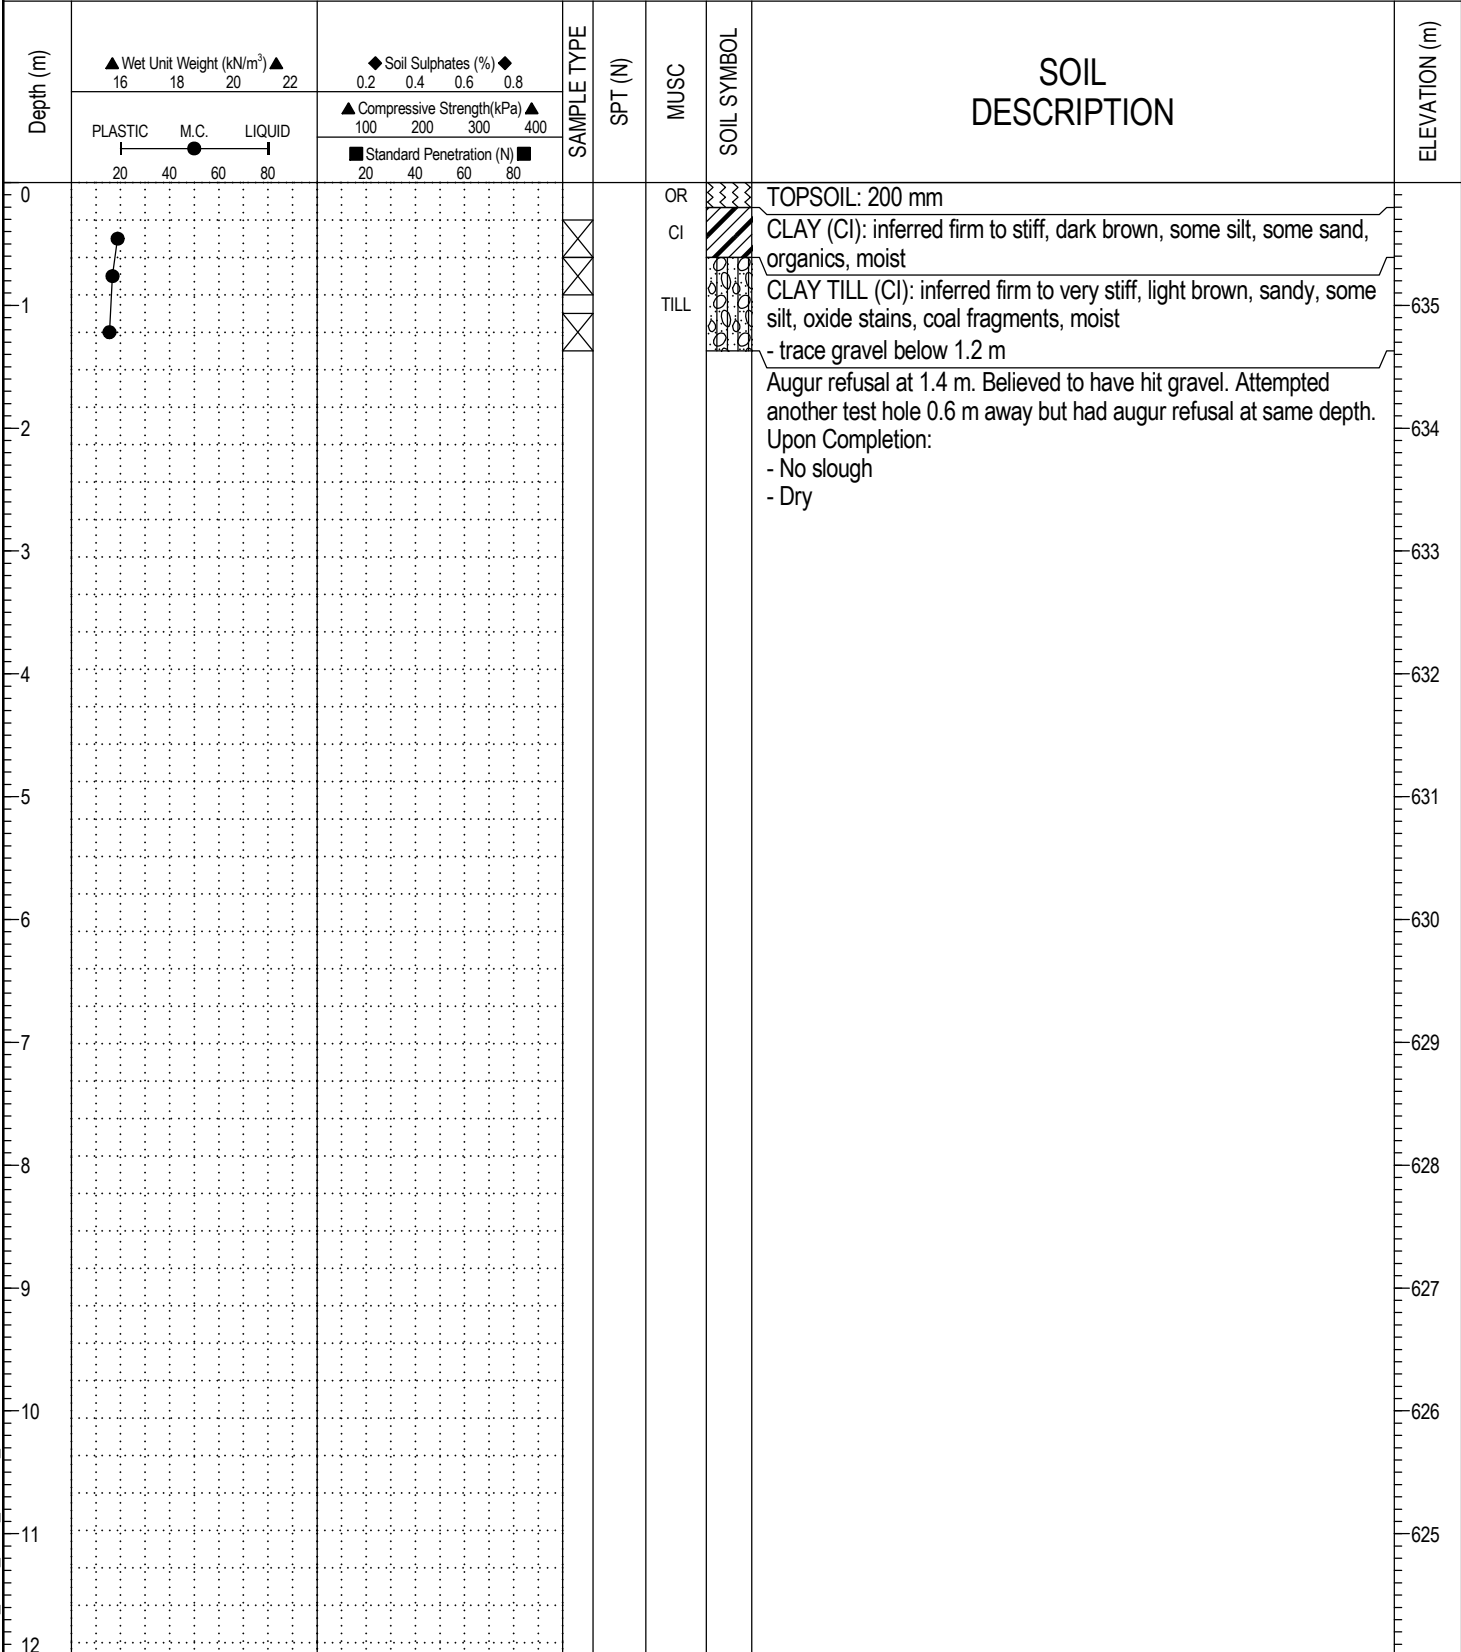 Depth (m)
▲ Wet Unit Weight (kN/m³) ▲
16 18 20 22
PLASTIC M.C. LIQUID
20 40 60 80
◆ Soil Sulphates (%) ◆
0.2 0.4 0.6 0.8
▲ Compressive Strength(kPa) ▲
100 200 300 400
■ Standard Penetration (N) ■
20 40 60 80
SAMPLE TYPE
SPT (N)
MUSC
SOIL SYMBOL
SOIL
DESCRIPTION
ELEVATION (m)
0
OR
TOPSOIL: 200 mm
CI
CLAY (CI): inferred firm to stiff, dark brown, some silt, some sand,
organics, moist
1
TILL
CLAY TILL (CI): inferred firm to very stiff, light brown, sandy, some
635
silt, oxide stains, coal fragments, moist
- trace gravel below 1.2 m
Augur refusal at 1.4 m. Believed to have hit gravel. Attempted
another test hole 0.6 m away but had augur refusal at same depth.
2
634
Upon Completion:
- No slough
- Dry
3
633
4
632
5
631
6
630
7
629
8
628
9
627
10
626
11
625
12